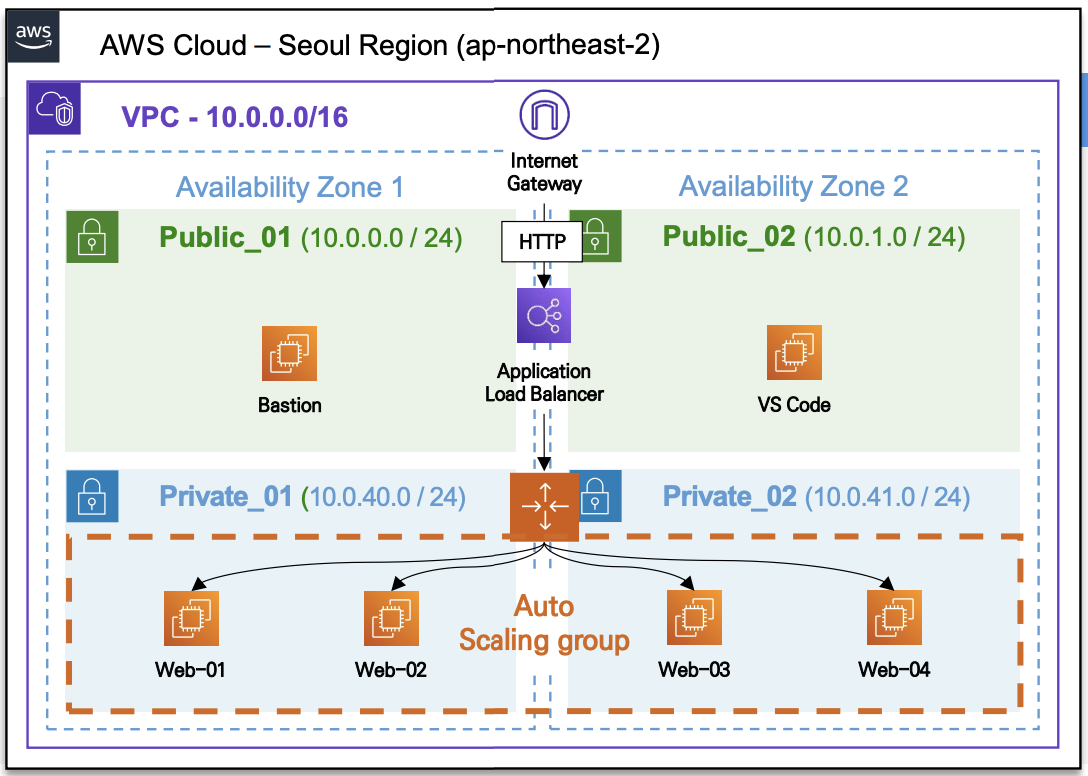 aws
AWS Cloud – Seoul Region (ap-northeast-2)
VPC - 10.0.0.0/16
Internet
Gateway
Availability Zone 1
Availability Zone 2
Public_01 (10.0.0.0 / 24)
HTTP
Public_02 (10.0.1.0 / 24)
Bastion
Application
Load Balancer
VS Code
Private_01 (10.0.40.0 / 24)
Private_02 (10.0.41.0 / 24)
Auto
Scaling group
Web-01
Web-02
Web-03
Web-04